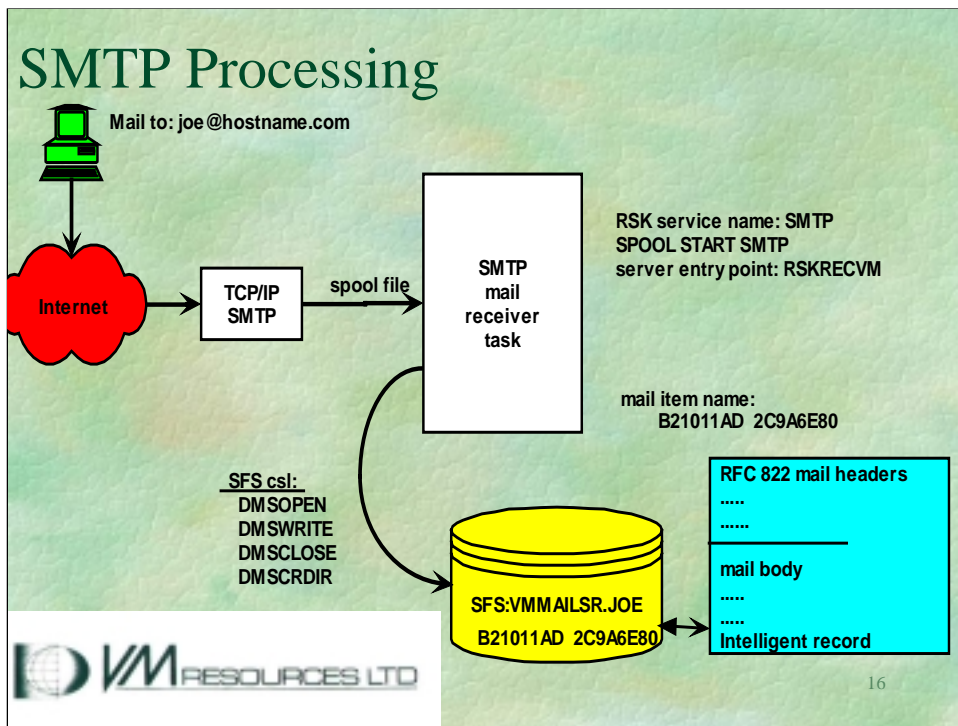 SMTP Processing
Mail to: joe@hostname.com
Internet
TCP/IP
SMTP
spool file
SMTP
mail
receiver
task
RSK service name: SMTP
SPOOL START SMTP
server entry point: RSKRECVM
mail item name:
B21011AD 2C9A6E80
SFS csl:
DMSOPEN
DMSWRITE
DMSCLOSE
DMSCRDIR
SFS:VMMAILSR.JOE
B21011AD 2C9A6E80
RFC 822 mail headers
.....
......
mail body
.....
.....
Intelligent record
VM RESOURCES LTD
16